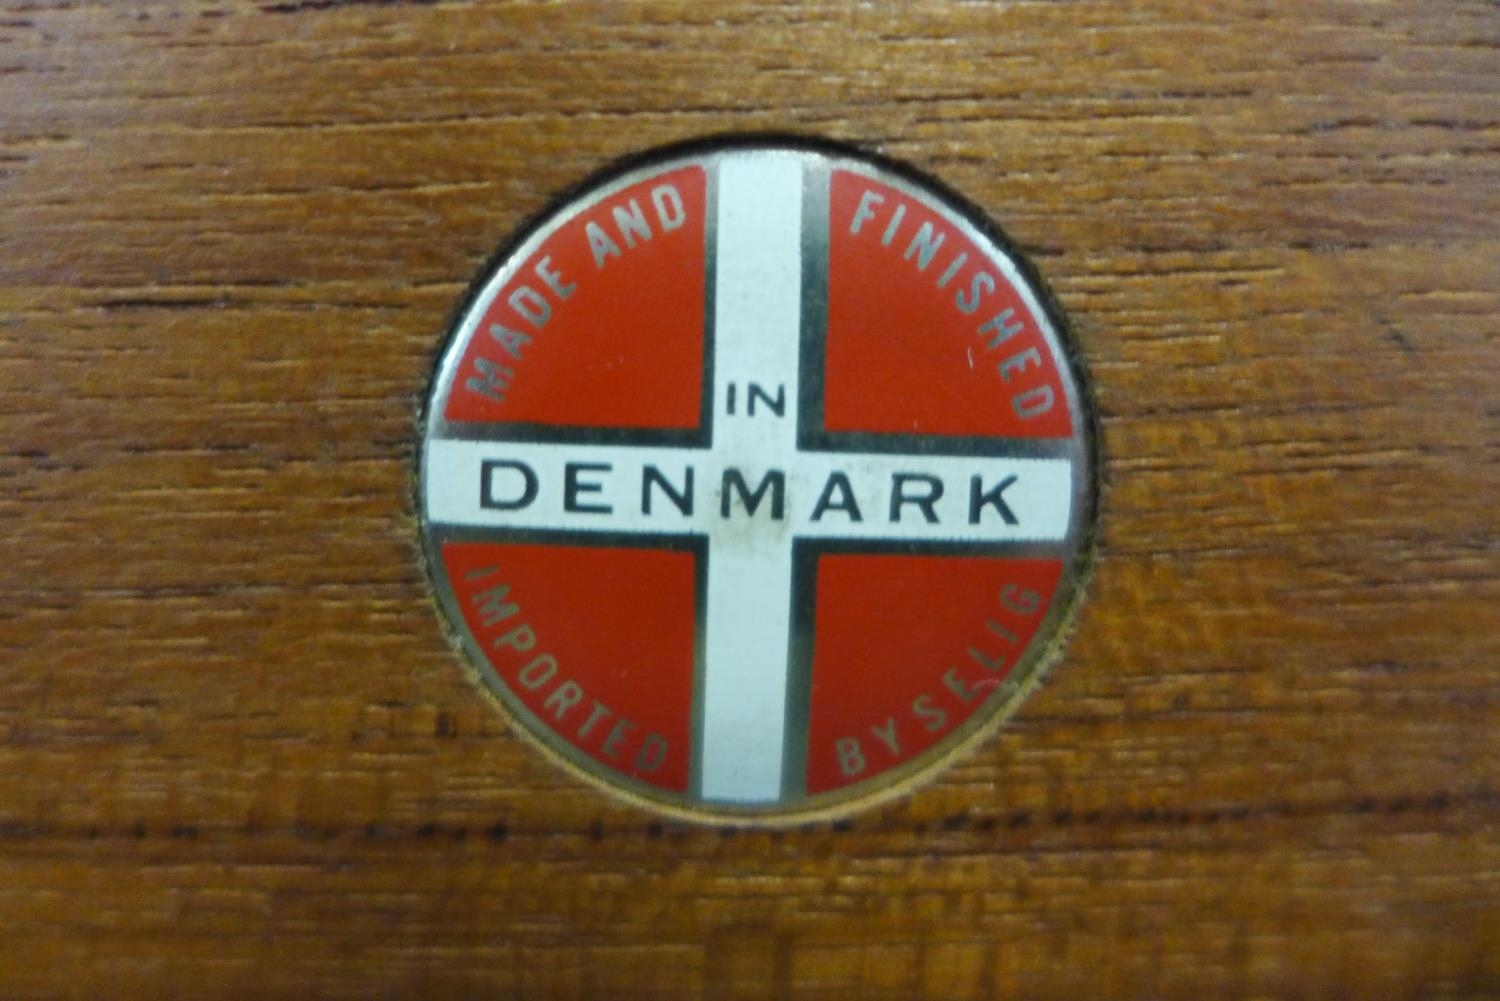 MADE AND FINISHED
IN
DENMARK
IMPORTED BY SELIG